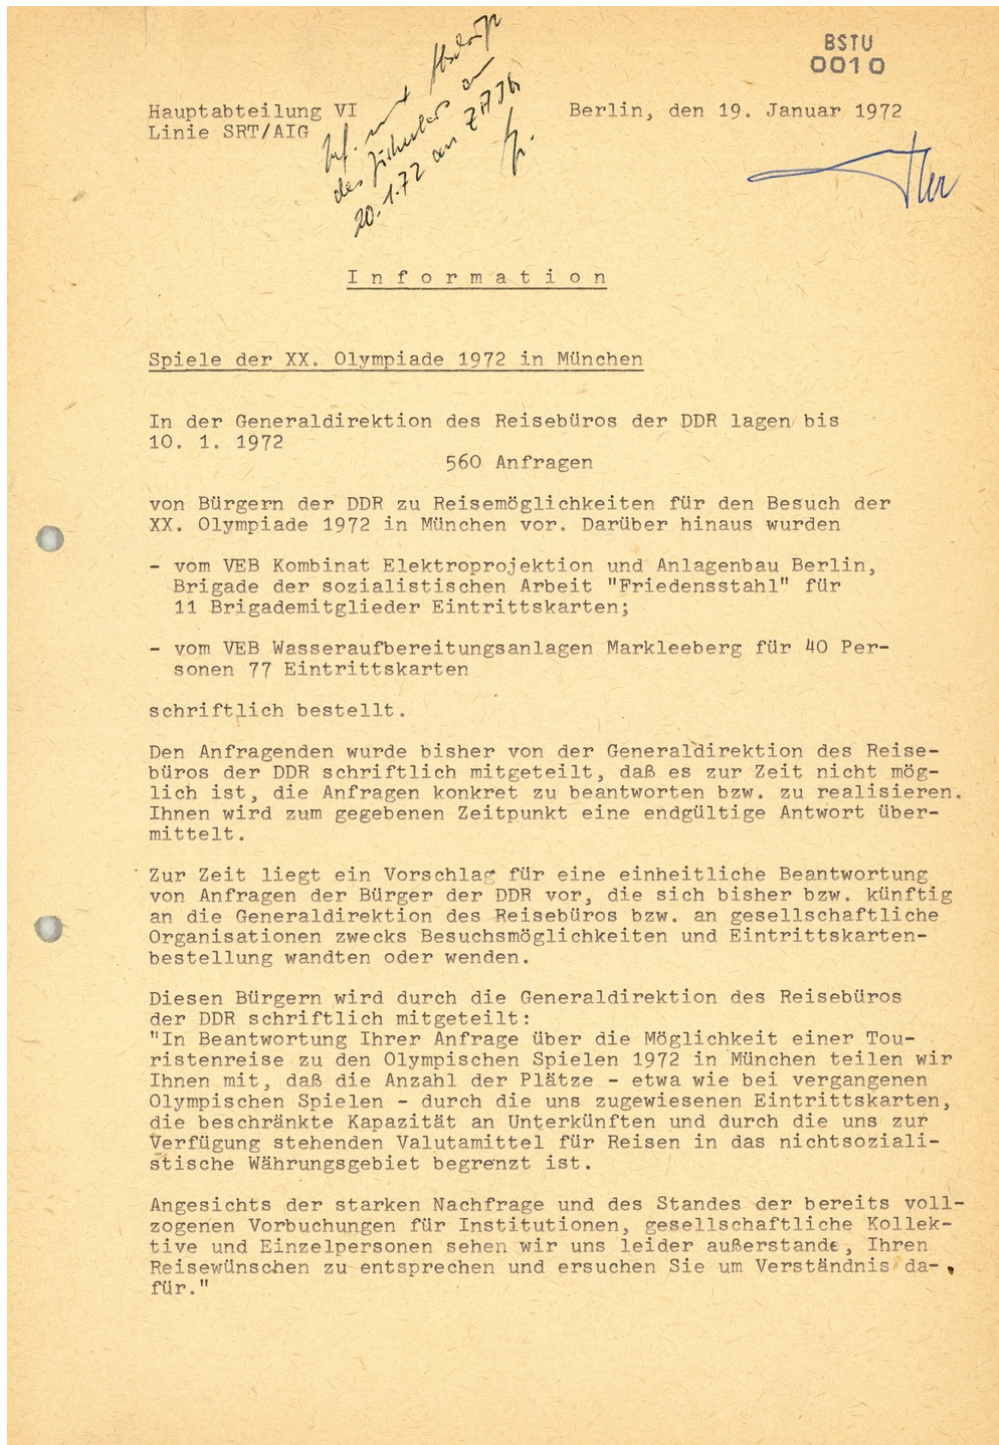 BSTU
0010
Hauptabteilung VI
Linie SRT/AIG
Berlin, den 19. Januar 1972
mit
des
20.1.72 an ZAIG
I n f o r m a t i o n
Spiele der XX. Olympiade 1972 in München
In der Generaldirektion des Reisebüros der DDR lagen bis
10. 1. 1972
560 Anfragen
von Bürgern der DDR zu Reisemöglichkeiten für den Besuch der
XX. Olympiade 1972 in München vor. Darüber hinaus wurden
- vom VEB Kombinat Elektroprojektion und Anlagenbau Berlin,
Brigade der sozialistischen Arbeit "Friedensstahl" für
11 Brigademitglieder Eintrittskarten;
- vom VEB Wasseraufbereitungsanlagen Markleeberg für 40 Per-
sonen 77 Eintrittskarten
schriftlich bestellt.
Den Anfragenden wurde bisher von der Generaldirektion des Reise-
büros der DDR schriftlich mitgeteilt, daß es zur Zeit nicht mög-
lich ist, die Anfragen konkret zu beantworten bzw. zu realisieren.
Ihnen wird zum gegebenen Zeitpunkt eine endgültige Antwort über-
mittelt.
Zur Zeit liegt ein Vorschlag für eine einheitliche Beantwortung
von Anfragen der Bürger der DDR vor, die sich bisher bzw. künftig
an die Generaldirektion des Reisebüros bzw. an gesellschaftliche
Organisationen zwecks Besuchsmöglichkeiten und Eintrittskarten-
bestellung wandten oder wenden.
Diesen Bürgern wird durch die Generaldirektion des Reisebüros
der DDR schriftlich mitgeteilt:
"In Beantwortung Ihrer Anfrage über die Möglichkeit einer Tou-
ristenreise zu den Olympischen Spielen 1972 in München teilen wir
Ihnen mit, daß die Anzahl der Plätze - etwa wie bei vergangenen
Olympischen Spielen - durch die uns zugewiesenen Eintrittskarten,
die beschränkte Kapazität an Unterkünften und durch die uns zur
Verfügung stehenden Valutamittel für Reisen in das nichtsoziali-
stische Währungsgebiet begrenzt ist.
Angesichts der starken Nachfrage und des Standes der bereits voll-
zogenen Vorbuchungen für Institutionen, gesellschaftliche Kollek-
tive und Einzelpersonen sehen wir uns leider außerstande, Ihren
Reisewünschen zu entsprechen und ersuchen Sie um Verständnis da-
für."